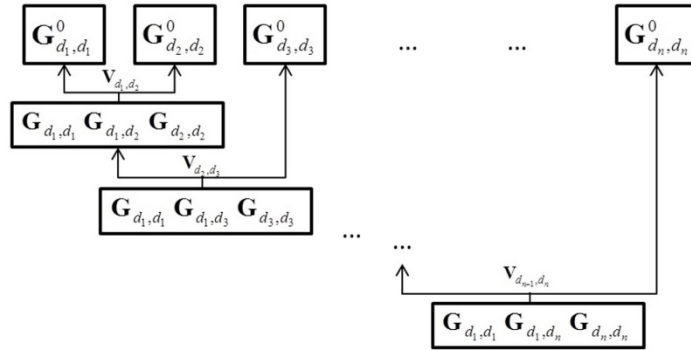 G⁰_{d₁,d₁} G⁰_{d₂,d₂} G⁰_{d₃,d₃} ... ... G⁰_{dₙ,dₙ}
V_{d₁,d₂}
G_{d₁,d₁} G_{d₁,d₂} G_{d₂,d₂}
V_{d₂,d₃}
G_{d₁,d₁} G_{d₁,d₃} G_{d₃,d₃}
... ...
V_{dₙ₋₁,dₙ}
G_{d₁,d₁} G_{d₁,dₙ} G_{dₙ,dₙ}